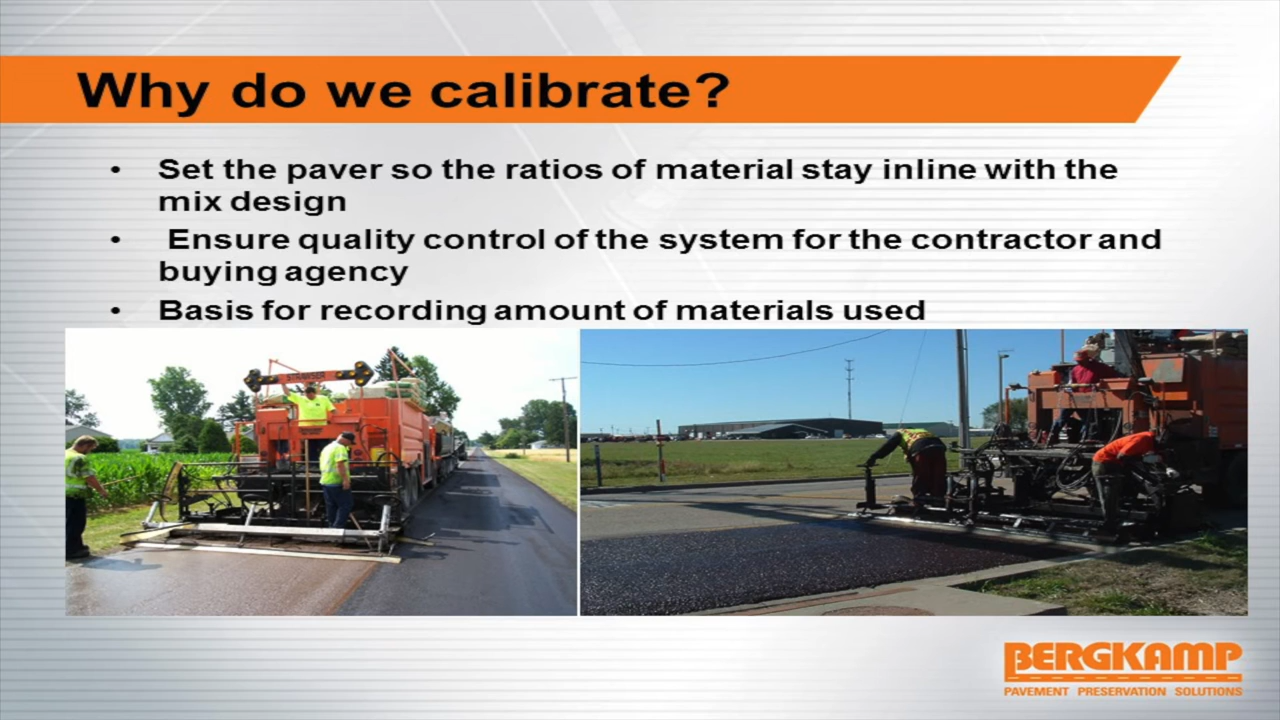 Why do we calibrate?
• Set the paver so the ratios of material stay inline with the
mix design
• Ensure quality control of the system for the contractor and
buying agency
• Basis for recording amount of materials used
STRAWSER
BERGKAMP
PAVEMENT PRESERVATION SOLUTIONS